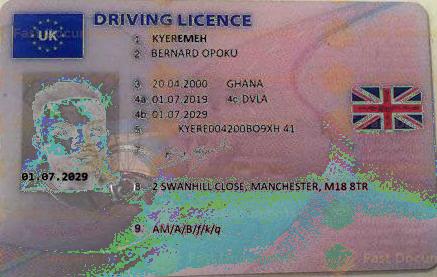 DRIVING LICENCE
UK
1. KYEREMEH
2. BERNARD OPOKU
3. 20.04.2000 GHANA
4a. 01.07.2019 4c. DVLA
4b. 01.07.2029
5. KYERE004200BO9XH 41
7.
01.07.2029
8. 2 SWANHILL CLOSE, MANCHESTER, M18 8TR
9. AM/A/B/f/k/q
Fast Docum